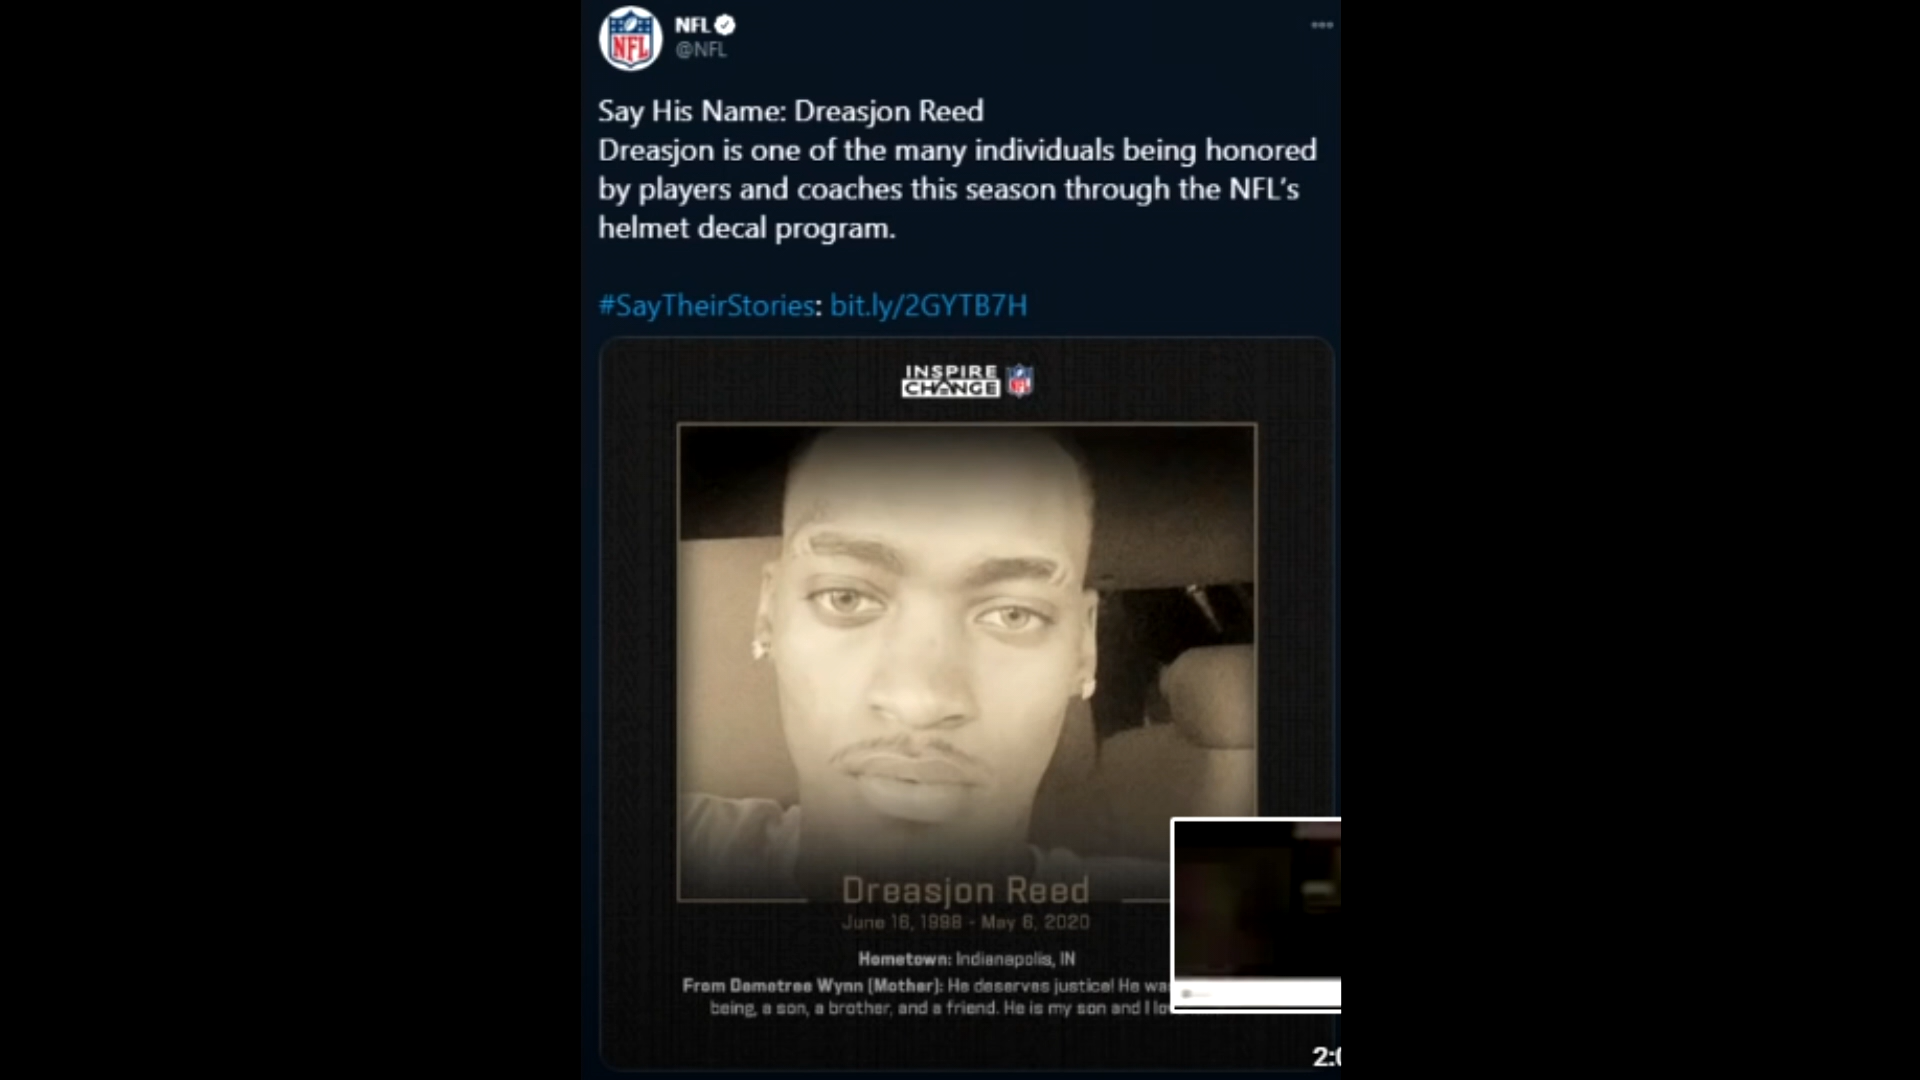 NFL
@NFL
NFL
Say His Name: Dreasjon Reed
Dreasjon is one of the many individuals being honored
by players and coaches this season through the NFL's
helmet decal program.
#SayTheirStories: bit.ly/2GYTB7H
INSPIRE
CHANGE NFL
Dreasjon Reed
June 16, 1998 - May 6, 2020
Hometown: Indianapolis, IN
From Demetree Wynn (Mother): He deserves justice! He was
being, a son, a brother, and a friend. He is my son and I